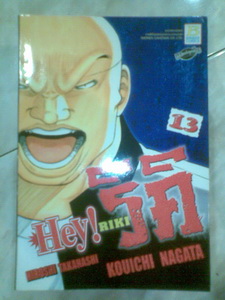 13
Hey! RIKI
ริกิ
HIROSHI TAKAHASHI
KOUICHI NAGATA